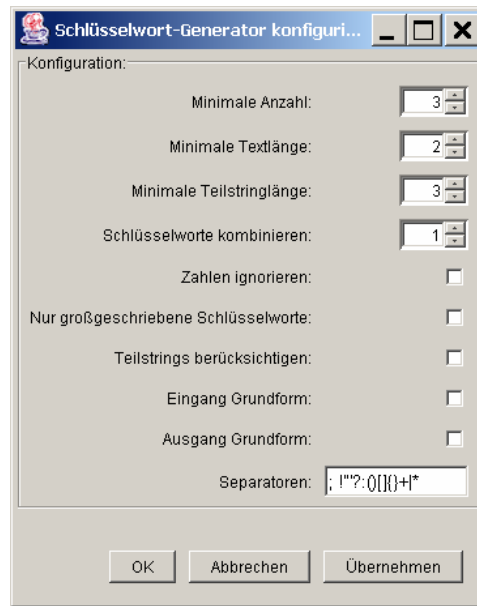 Schlüsselwort-Generator konfiguri...
Konfiguration:
Minimale Anzahl: 3
Minimale Textlänge: 2
Minimale Teilstringlänge: 3
Schlüsselworte kombinieren: 1
Zahlen ignorieren:
Nur großgeschriebene Schlüsselworte:
Teilstrings berücksichtigen:
Eingang Grundform:
Ausgang Grundform:
Separatoren: ; !"'?:()[]{}+|*
OK Abbrechen Übernehmen